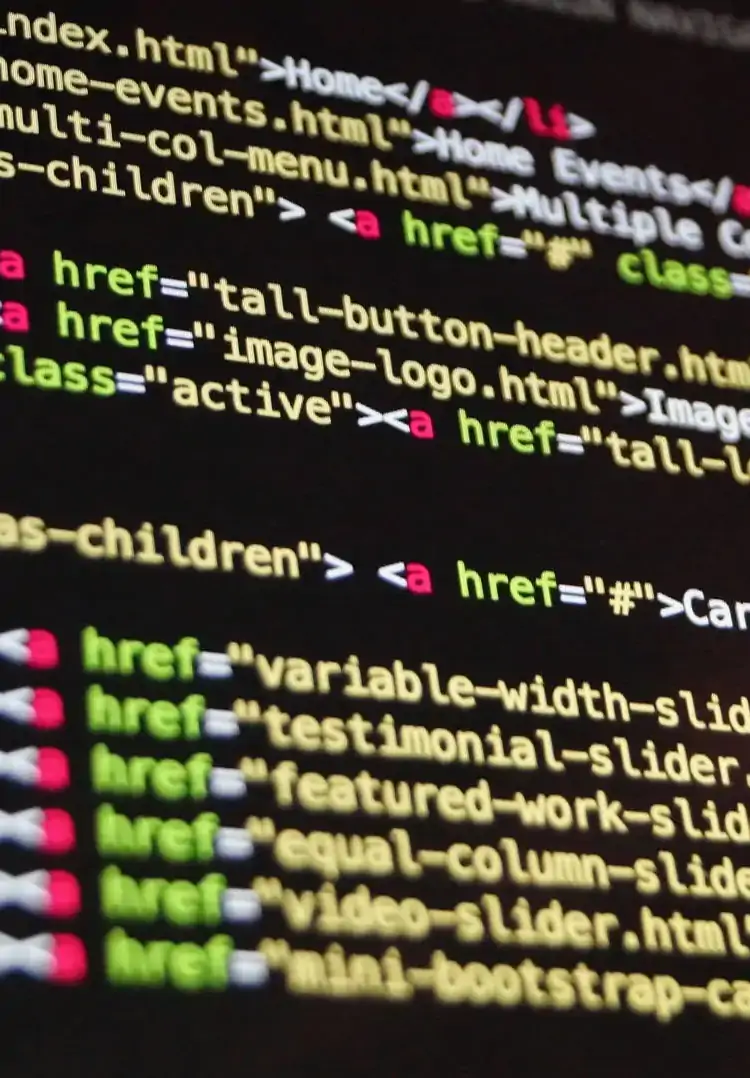 index.html">Home</a></li>
home-events.html">Home Events</a
multi-col-menu.html">Multiple Co
s-children"> <a href="#" class=
a href="tall-button-header.htm
<a href="image-logo.html">Image
class="active"><a href="tall-lo
as-children"> <a href="#">Car
<a href="variable-width-slid
<a href="testimonial-slider.
><a href="featured-work-slid
><a href="equal-column-slide
><a href="video-slider.html"
><a href="mini-bootstrap-ca